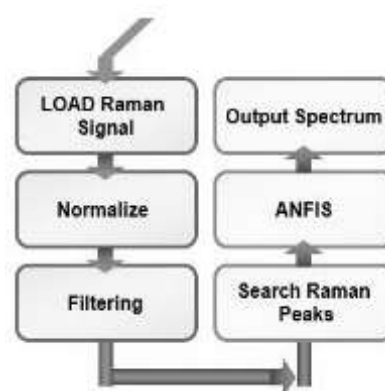 LOAD Raman
Signal
Normalize
Filtering
Search Raman
Peaks
ANFIS
Output Spectrum